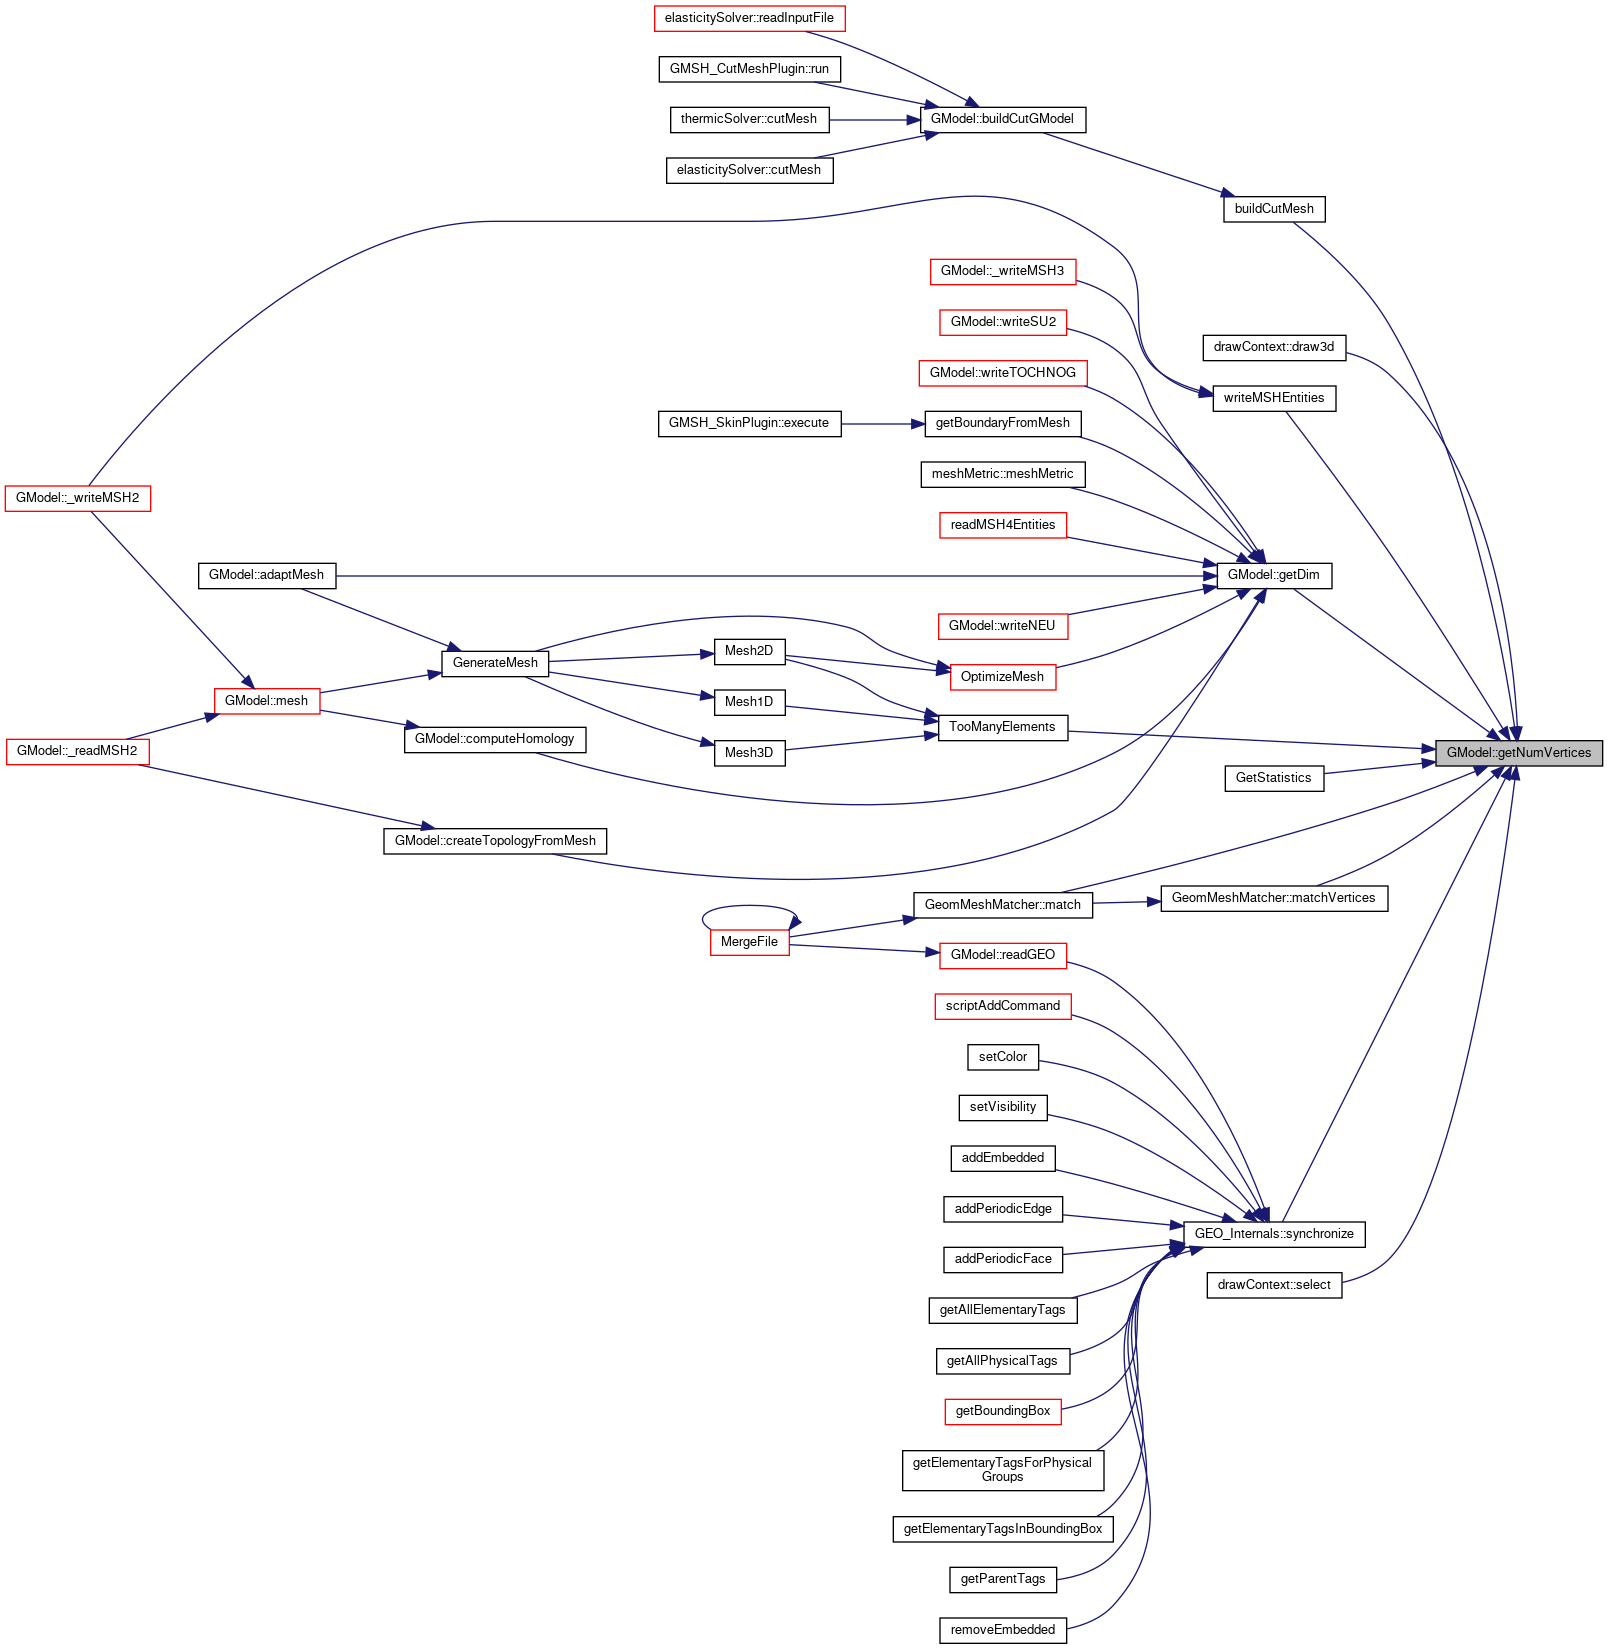 elasticitySolver::readInputFile
GMSH_CutMeshPlugin::run
GModel::buildCutGModel
thermicSolver::cutMesh
elasticitySolver::cutMesh
buildCutMesh
GModel::_writeMSH3
GModel::writeSU2
drawContext::draw3d
GModel::writeTOCHNOG
writeMSHEntities
GMSH_SkinPlugin::execute
getBoundaryFromMesh
meshMetric::meshMetric
GModel::_writeMSH2
readMSH4Entities
GModel::adaptMesh
GModel::getDim
GModel::writeNEU
Mesh2D
GenerateMesh
OptimizeMesh
GModel::mesh
Mesh1D
TooManyElements
GModel::computeHomology
GModel::_readMSH2
Mesh3D
GModel::getNumVertices
GetStatistics
GModel::createTopologyFromMesh
GeomMeshMatcher::matchVertices
GeomMeshMatcher::match
MergeFile
GModel::readGEO
scriptAddCommand
setColor
setVisibility
addEmbedded
addPeriodicEdge
GEO_Internals::synchronize
addPeriodicFace
drawContext::select
getAllElementaryTags
getAllPhysicalTags
getBoundingBox
getElementaryTagsForPhysical
Groups
getElementaryTagsInBoundingBox
getParentTags
removeEmbedded